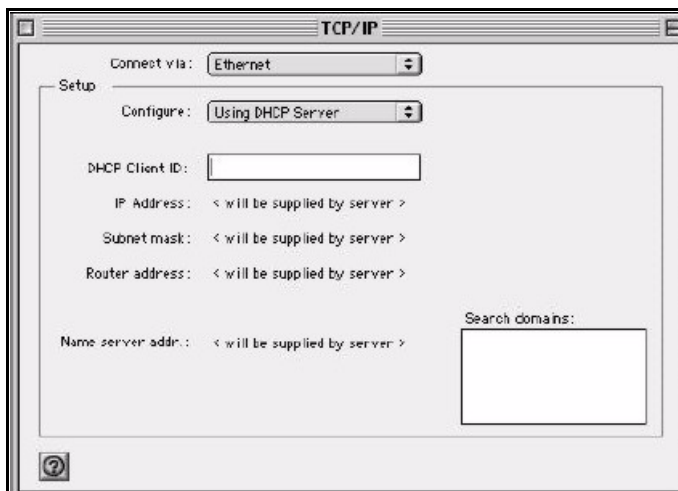 TCP/IP
Connect via: Ethernet
Setup
Configure: Using DHCP Server
DHCP Client ID:
IP Address: < will be supplied by server >
Subnet mask: < will be supplied by server >
Router address: < will be supplied by server >
Search domains:
Name server addr.: < will be supplied by server >
?